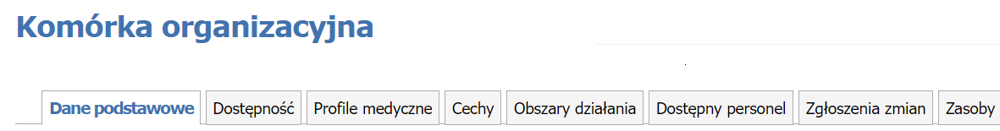 Komórka organizacyjna
Dane podstawowe Dostępność Profile medyczne Cechy Obszary działania Dostępny personel Zgłoszenia zmian Zasoby